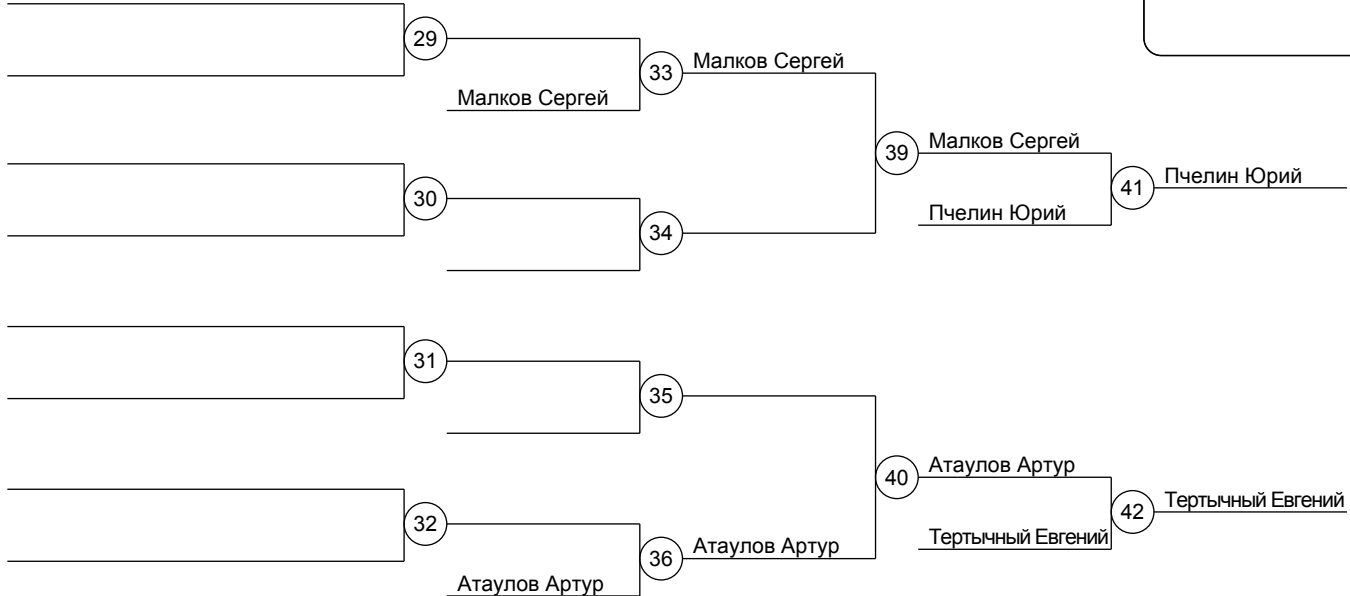 29
33
Малков Сергей
Малков Сергей
39
Малков Сергей
41
Пчелин Юрий
30
Пчелин Юрий
34
31
35
40
Атаулов Артур
42
Тертычный Евгений
32
Тертычный Евгений
36
Атаулов Артур
Атаулов Артур